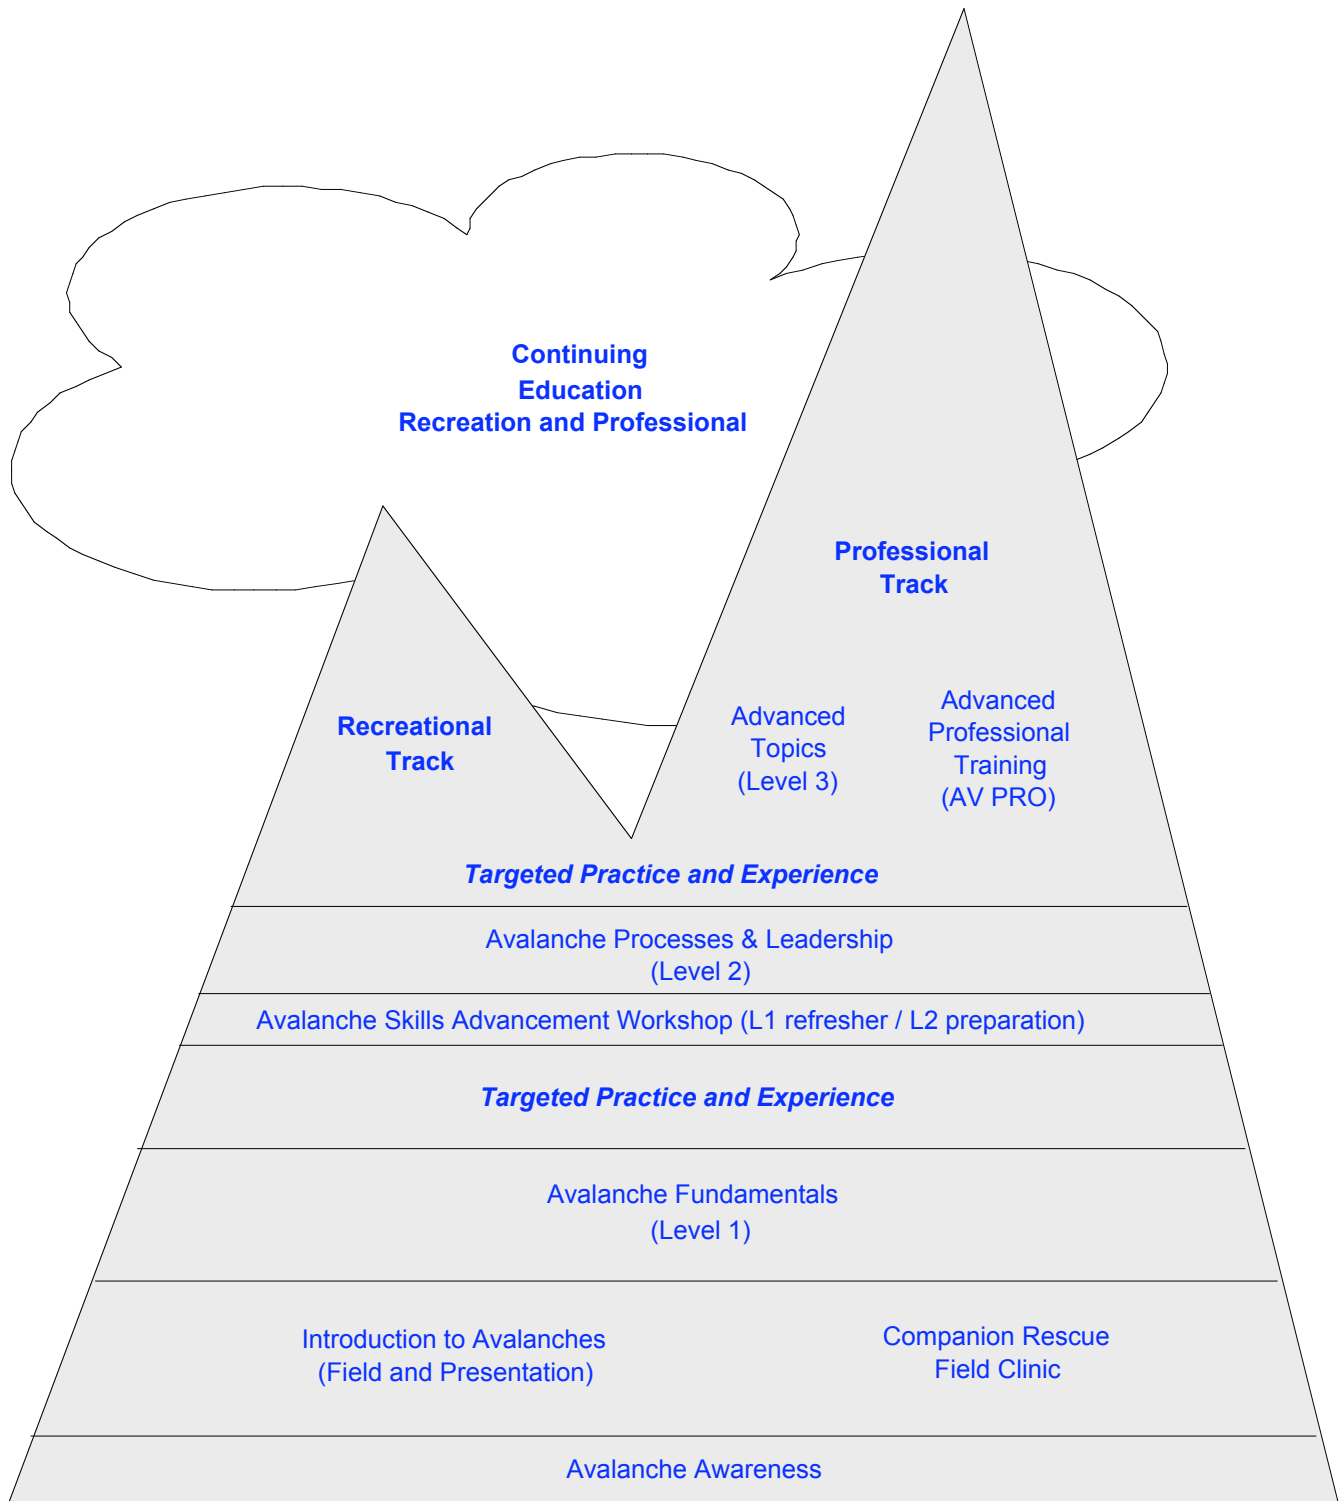 Continuing
Education
Recreation and Professional
Professional
Track
Recreational
Track
Advanced
Topics
(Level 3)
Advanced
Professional
Training
(AV PRO)
Targeted Practice and Experience
Avalanche Processes & Leadership
(Level 2)
Avalanche Skills Advancement Workshop (L1 refresher / L2 preparation)
Targeted Practice and Experience
Avalanche Fundamentals
(Level 1)
Introduction to Avalanches
(Field and Presentation)
Companion Rescue
Field Clinic
Avalanche Awareness